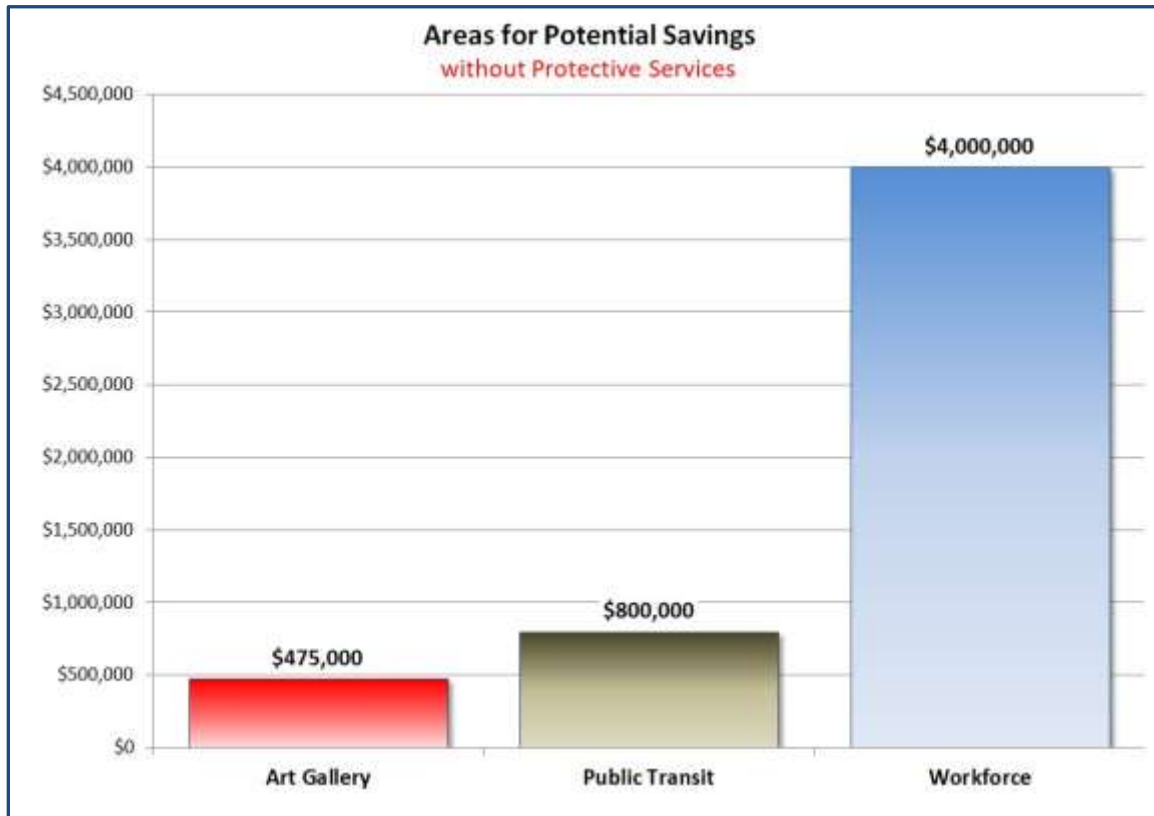 Areas for Potential Savings
without Protective Services
$4,500,000
$4,000,000
$3,500,000
$3,000,000
$2,500,000
$2,000,000
$1,500,000
$1,000,000
$500,000
$0
$475,000
$800,000
$4,000,000
Art Gallery
Public Transit
Workforce